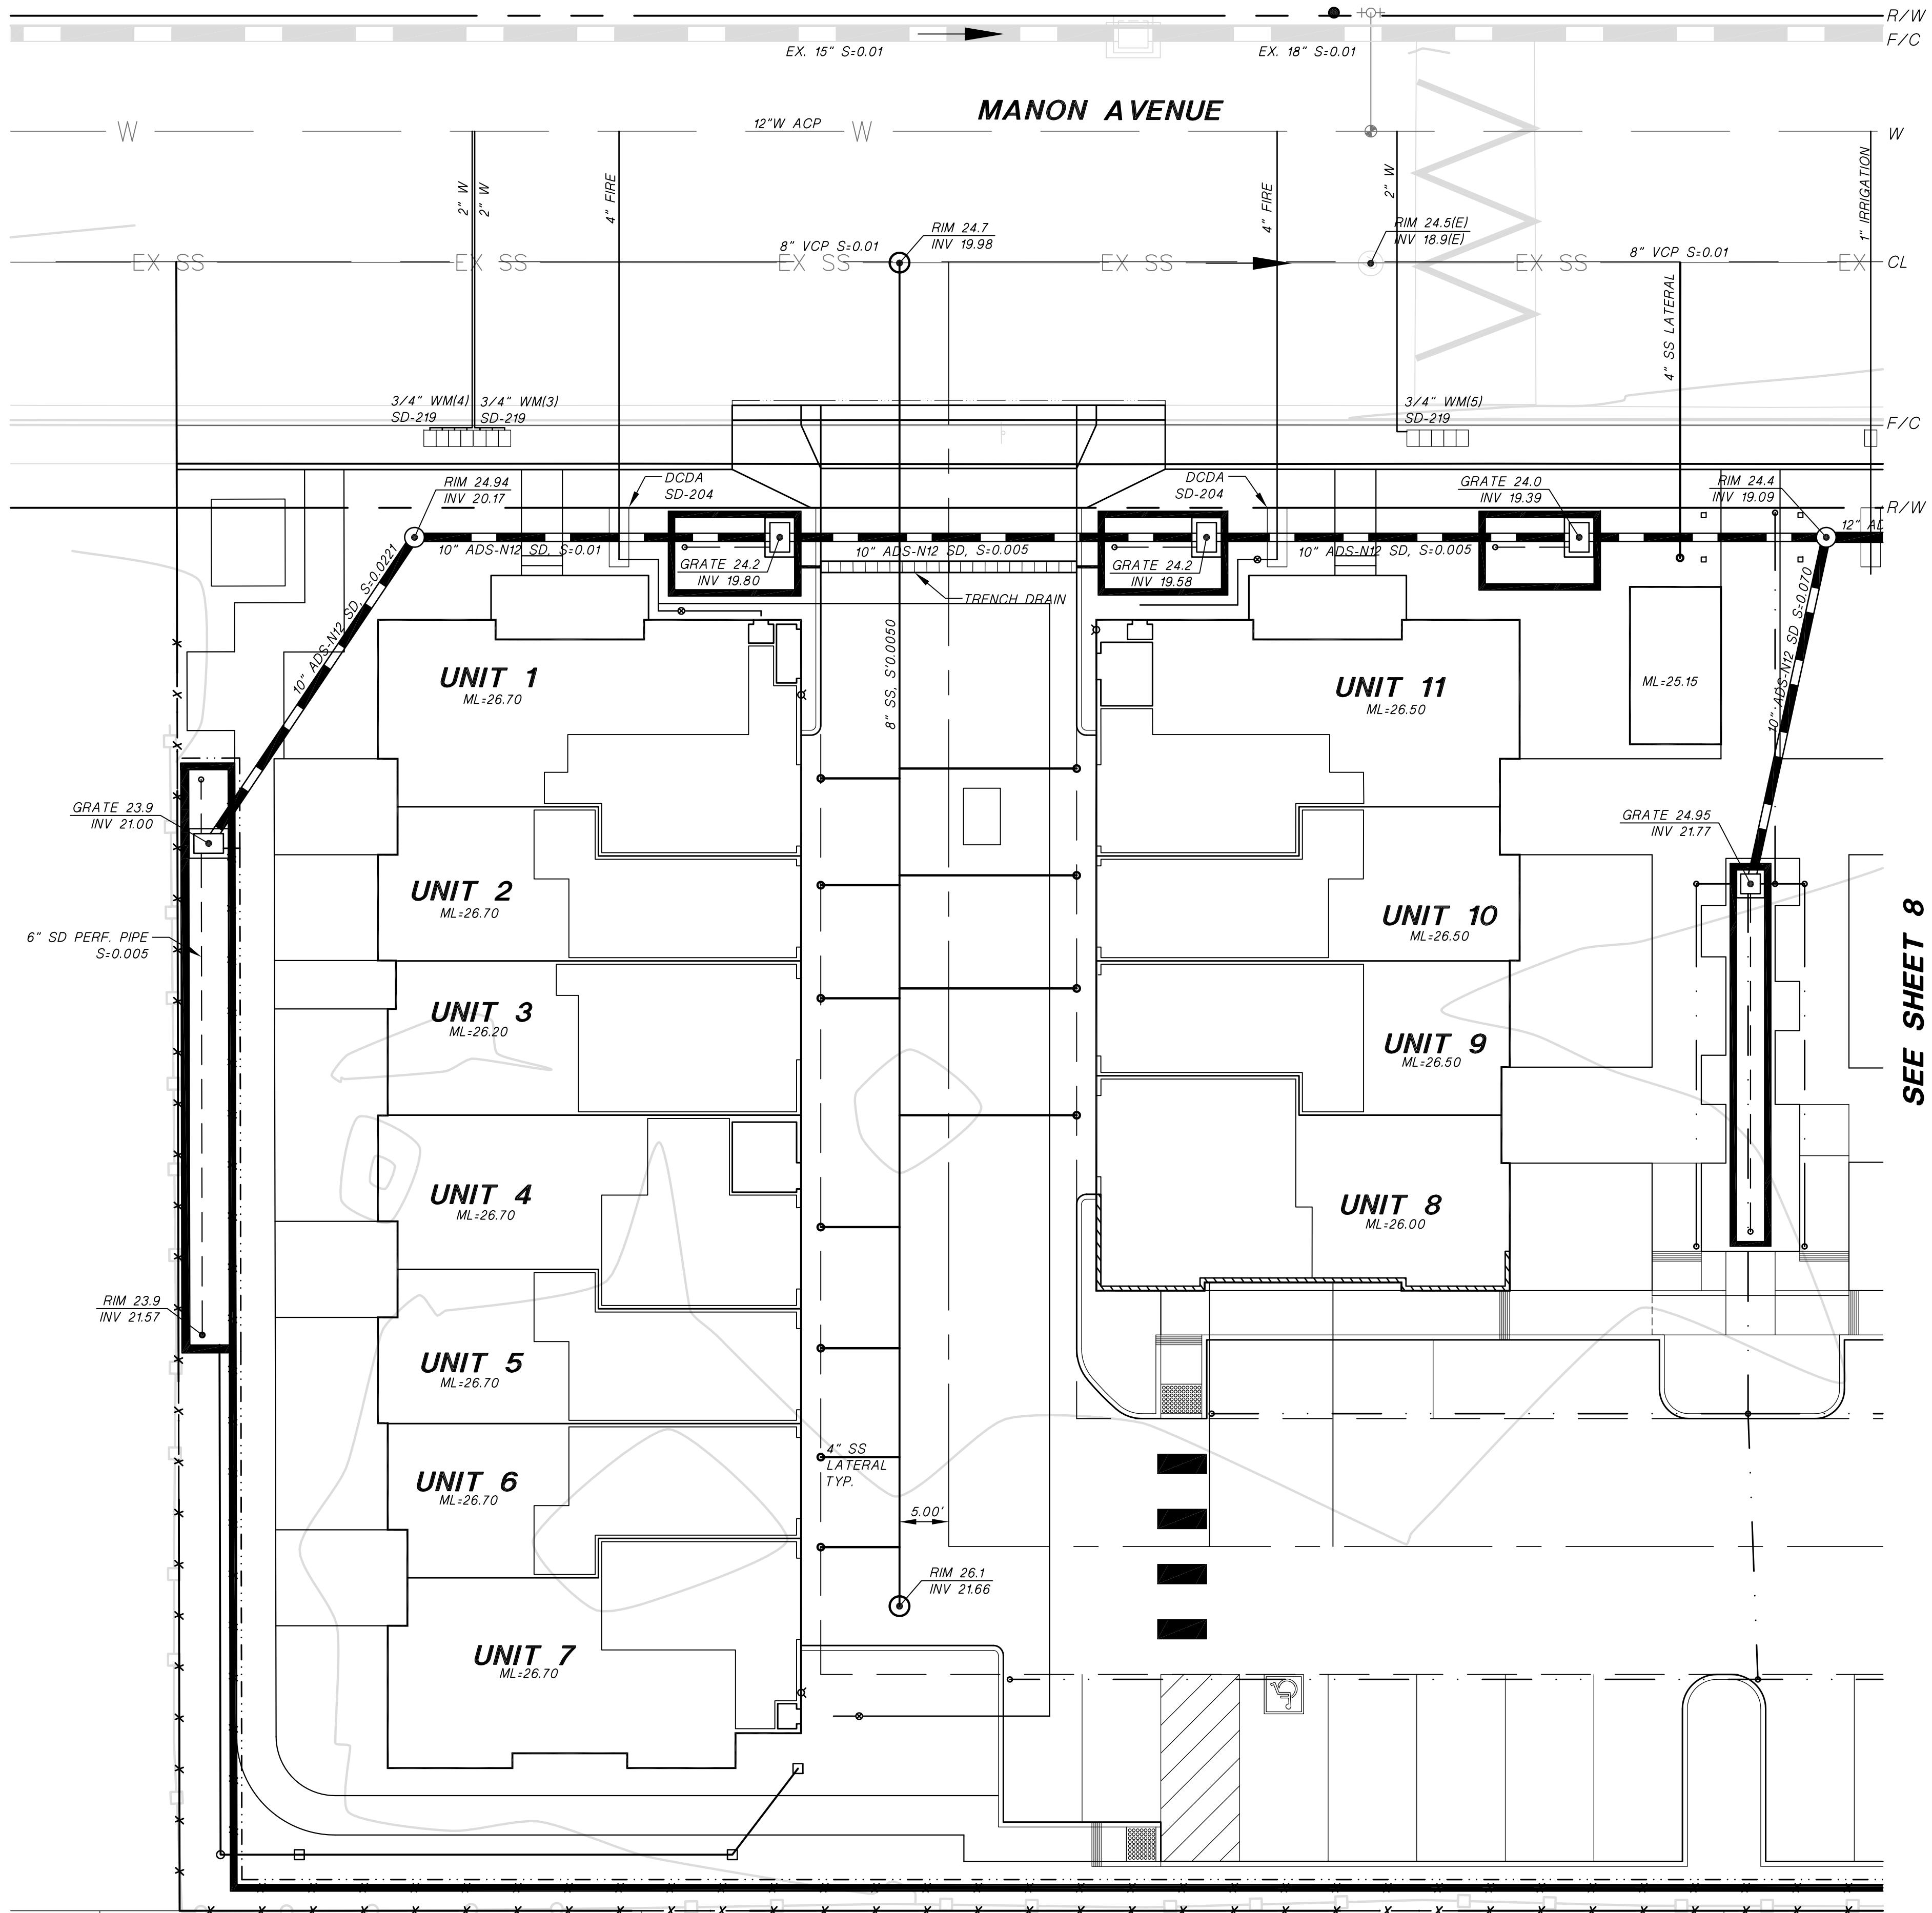 R/W
F/C
EX. 15" S=0.01
EX. 18" S=0.01
MANON AVENUE
12"W ACP
W
W
W
2" W
2" W
4" FIRE
4" FIRE
2" W
1" IRRIGATION
RIM 24.7
INV 19.98
RIM 24.5(E)
INV 18.9(E)
8" VCP S=0.01
8" VCP S=0.01
EX SS
EX SS
EX SS
EX SS
EX SS
EX
CL
4" SS LATERAL
3/4" WM(4)
SD-219
3/4" WM(3)
SD-219
3/4" WM(5)
SD-219
F/C
RIM 24.94
INV 20.17
DCDA
SD-204
DCDA
SD-204
GRATE 24.0
INV 19.39
RIM 24.4
INV 19.09
R/W
12" AD
10" ADS-N12 SD, S=0.01
10" ADS-N12 SD, S=0.005
10" ADS-N12 SD, S=0.005
GRATE 24.2
INV 19.80
GRATE 24.2
INV 19.58
TRENCH DRAIN
10" ADS-N12 SD, S=0.0221
8" SS, S'0.0050
10" ADS-N12 SD S=0.070
UNIT 1
ML=26.70
UNIT 11
ML=26.50
ML=25.15
GRATE 23.9
INV 21.00
GRATE 24.95
INV 21.77
UNIT 2
ML=26.70
UNIT 10
ML=26.50
6" SD PERF. PIPE
S=0.005
SEE SHEET 8
UNIT 3
ML=26.20
UNIT 9
ML=26.50
UNIT 4
ML=26.70
UNIT 8
ML=26.00
RIM 23.9
INV 21.57
UNIT 5
ML=26.70
UNIT 6
ML=26.70
4" SS
LATERAL
TYP.
5.00'
RIM 26.1
INV 21.66
UNIT 7
ML=26.70